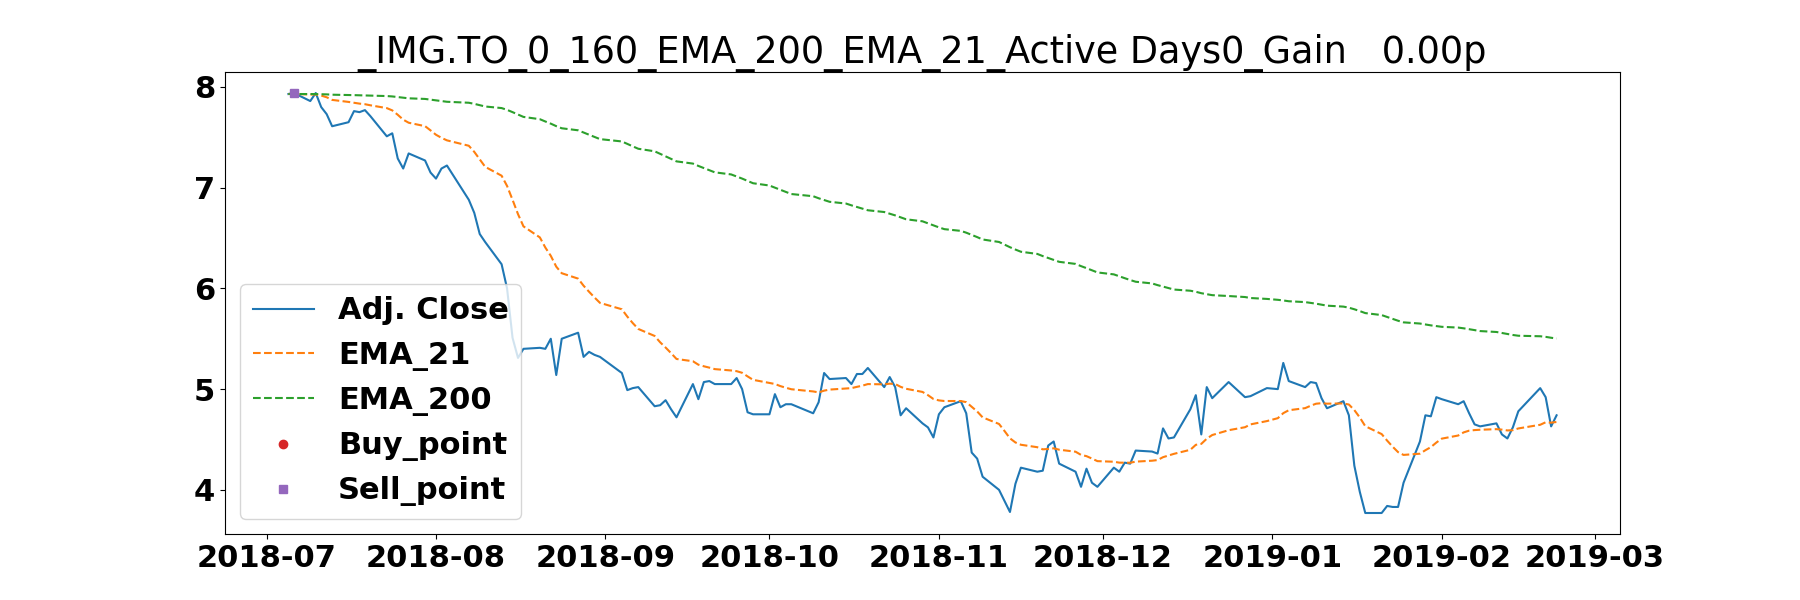 _IMG.TO_0_160_EMA_200_EMA_21_Active Days0_Gain   0.00p
8
7
6
5
4
Adj. Close
EMA_21
EMA_200
Buy_point
Sell_point
2018-07 2018-08 2018-09 2018-10 2018-11 2018-12 2019-01 2019-02 2019-03